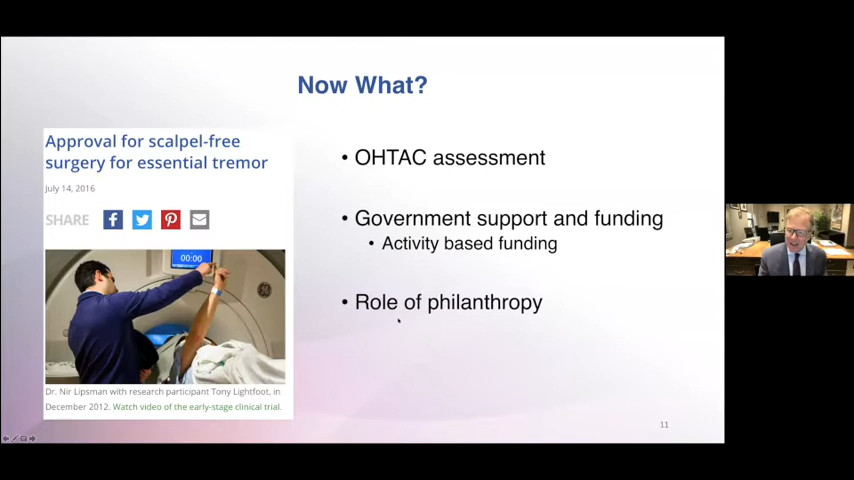 Now What?
Approval for scalpel-free
surgery for essential tremor
July 14, 2016
SHARE
00:00
Dr. Nir Lipsman with research participant Tony Lightfoot, in
December 2012. Watch video of the early-stage clinical trial.
• OHTAC assessment
• Government support and funding
• Activity based funding
• Role of philanthropy
11